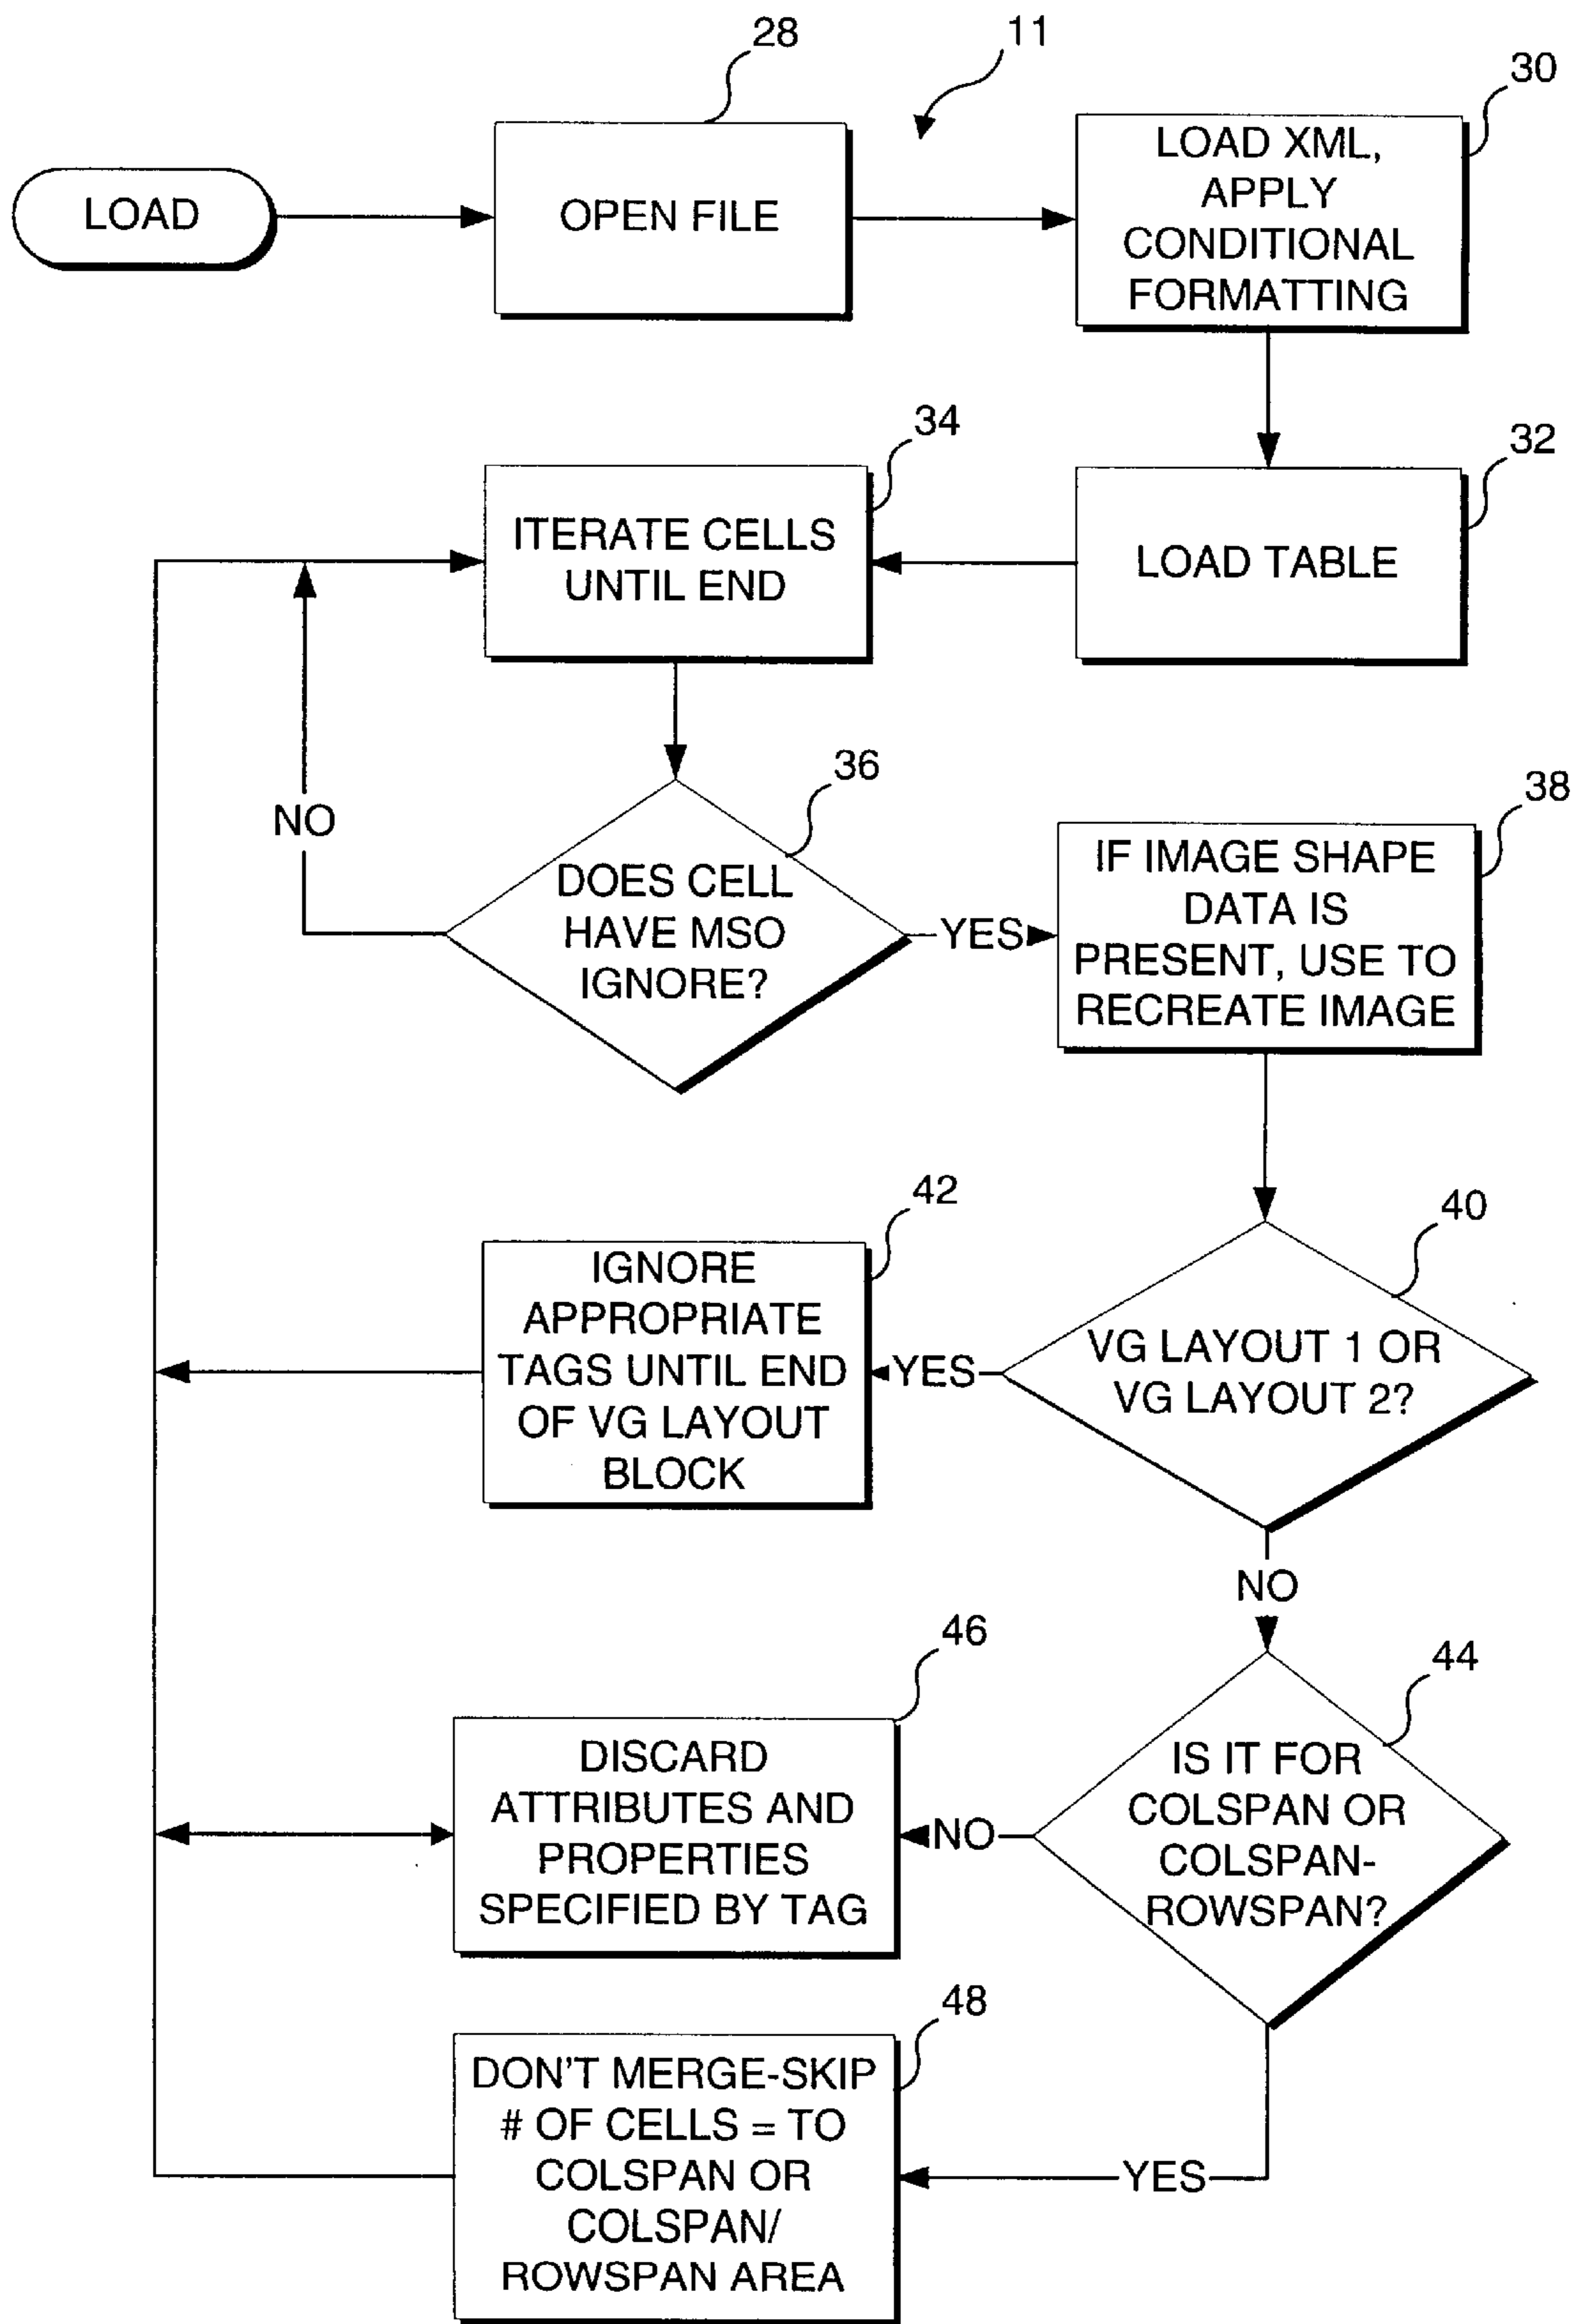 28
11
30
LOAD
OPEN FILE
LOAD XML,
APPLY
CONDITIONAL
FORMATTING
34
32
ITERATE CELLS
UNTIL END
LOAD TABLE
36
38
NO
DOES CELL
HAVE MSO
IGNORE?
YES
IF IMAGE SHAPE
DATA IS
PRESENT, USE TO
RECREATE IMAGE
42
40
IGNORE
APPROPRIATE
TAGS UNTIL END
OF VG LAYOUT
BLOCK
YES
VG LAYOUT 1 OR
VG LAYOUT 2?
NO
46
44
DISCARD
ATTRIBUTES AND
PROPERTIES
SPECIFIED BY TAG
NO
IS IT FOR
COLSPAN OR
COLSPAN-
ROWSPAN?
48
DON'T MERGE-SKIP
# OF CELLS = TO
COLSPAN OR
COLSPAN/
ROWSPAN AREA
YES